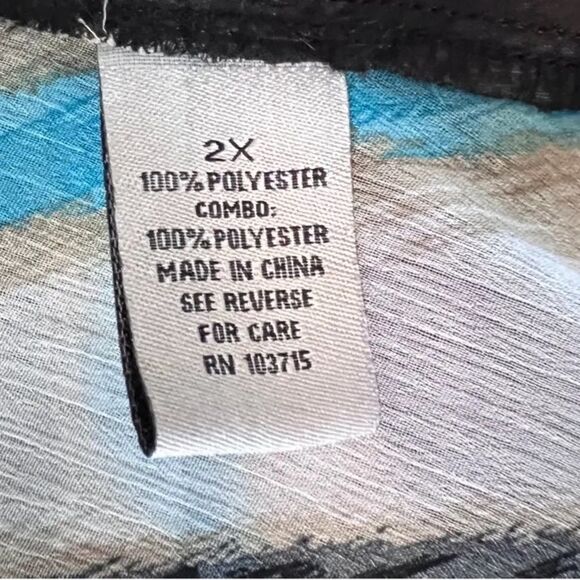 2X
100% POLYESTER
COMBO:
100% POLYESTER
MADE IN CHINA
SEE REVERSE
FOR CARE
RN 103715